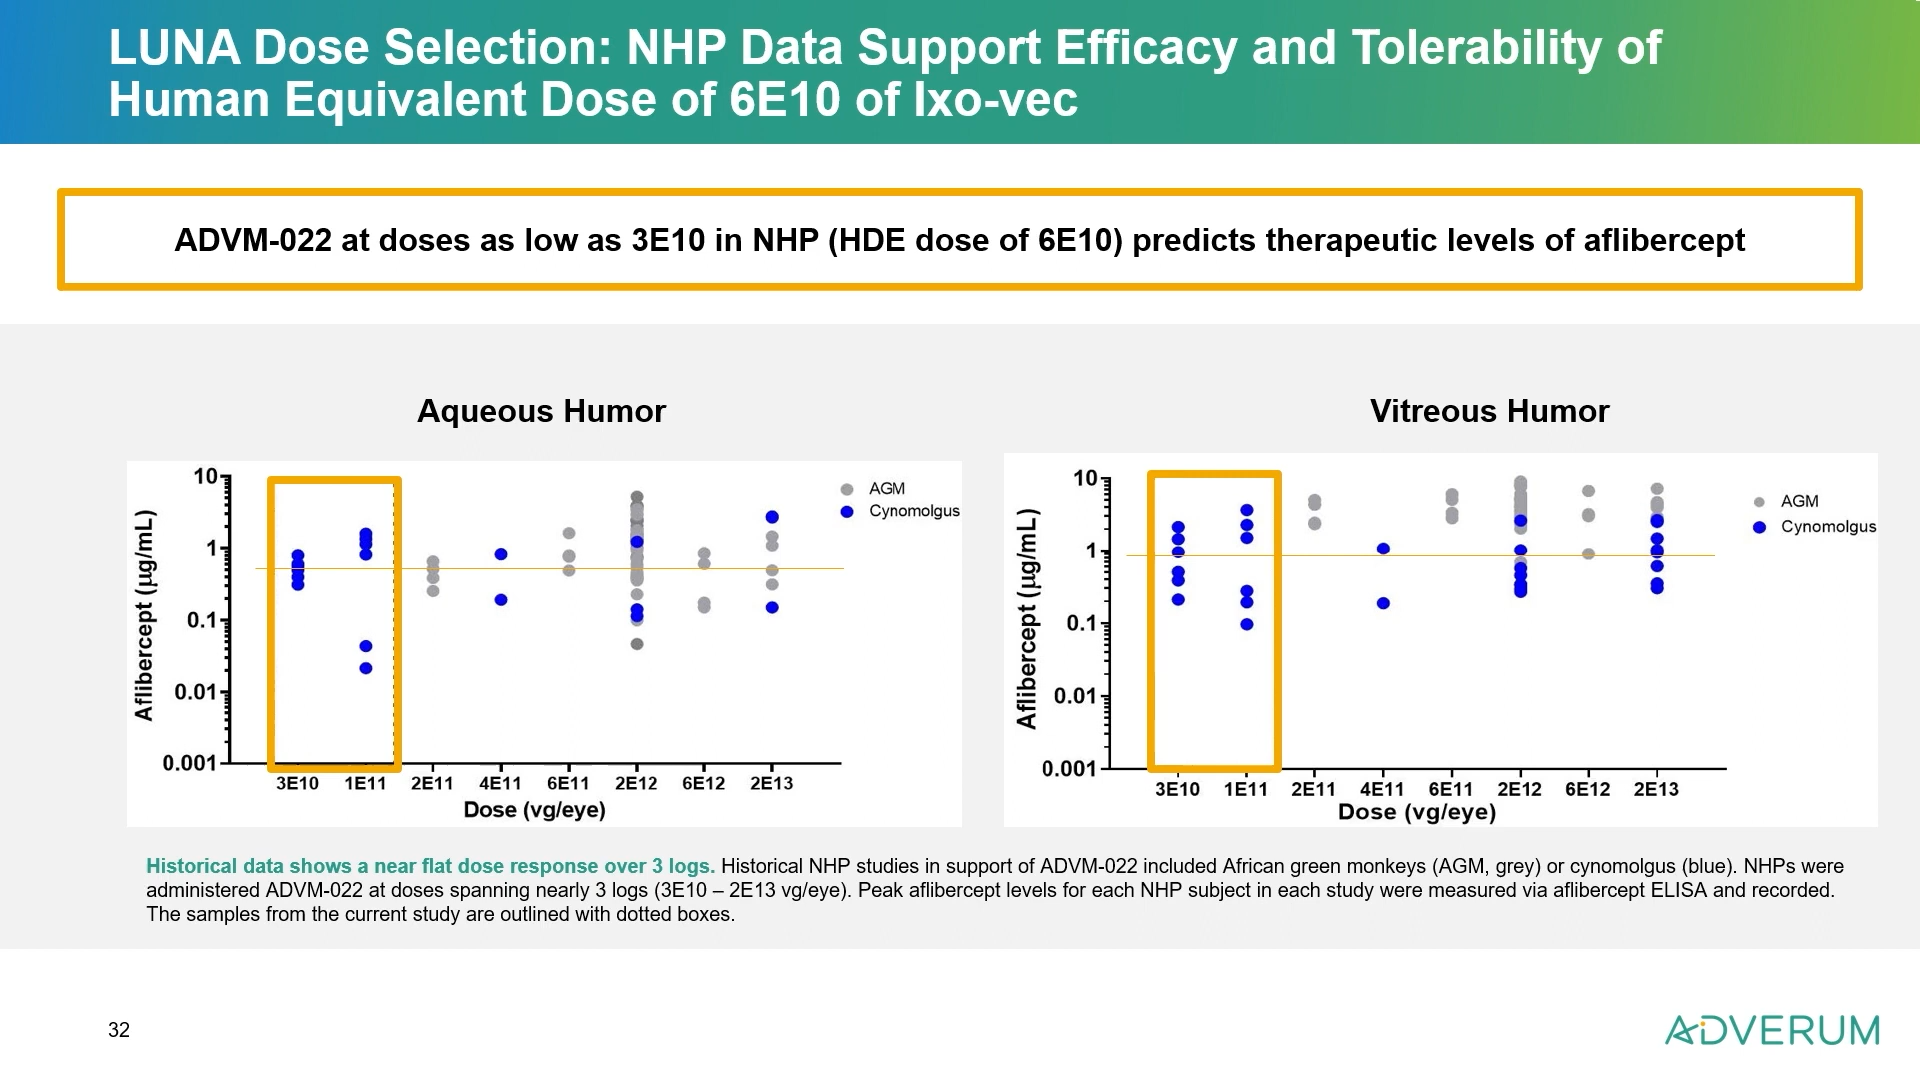 LUNA Dose Selection: NHP Data Support Efficacy and Tolerability of
Human Equivalent Dose of 6E10 of Ixo-vec
ADVM-022 at doses as low as 3E10 in NHP (HDE dose of 6E10) predicts therapeutic levels of aflibercept
Aqueous Humor
10
1
0.1
0.01
0.001
Aflibercept (µg/mL)
3E10 1E11 2E11 4E11 6E11 2E12 6E12 2E13
Dose (vg/eye)
AGM
Cynomolgus
Vitreous Humor
10
1
0.1
0.01
0.001
Aflibercept (µg/mL)
3E10 1E11 2E11 4E11 6E11 2E12 6E12 2E13
Dose (vg/eye)
AGM
Cynomolgus
Historical data shows a near flat dose response over 3 logs. Historical NHP studies in support of ADVM-022 included African green monkeys (AGM, grey) or cynomolgus (blue). NHPs were
administered ADVM-022 at doses spanning nearly 3 logs (3E10 – 2E13 vg/eye). Peak aflibercept levels for each NHP subject in each study were measured via aflibercept ELISA and recorded.
The samples from the current study are outlined with dotted boxes.
32
ADVERUM